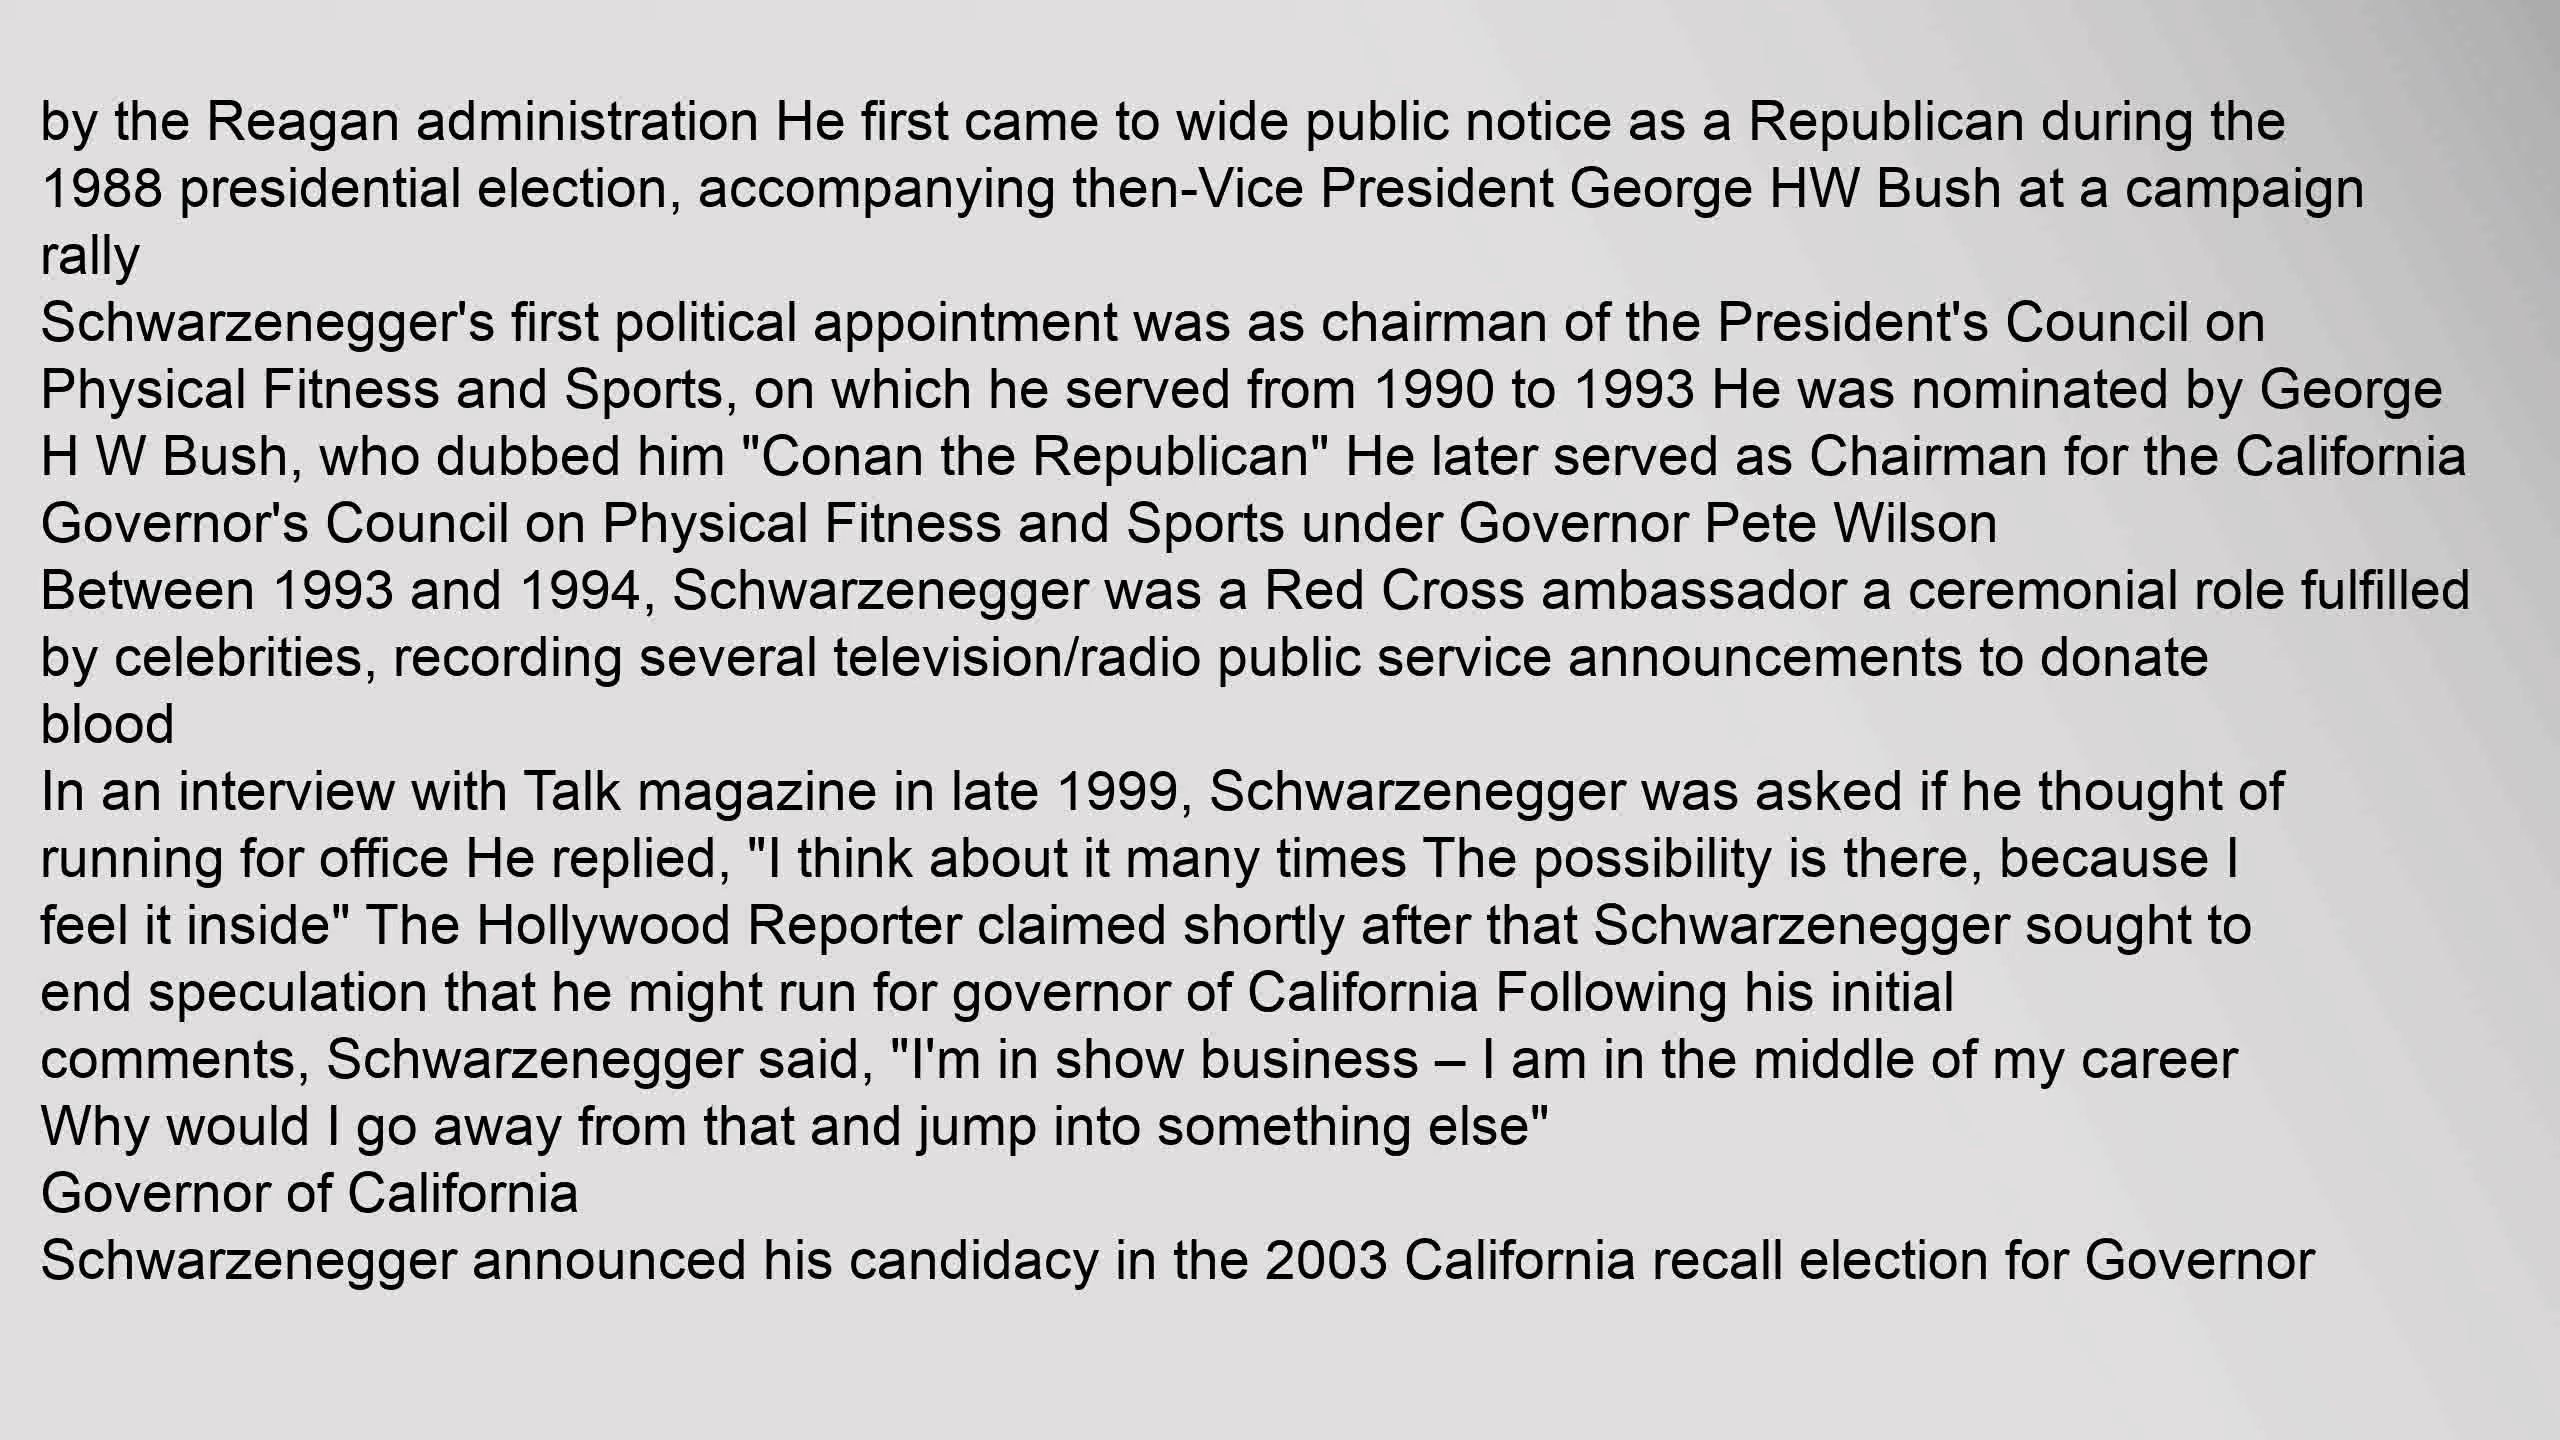 by the Reagan administration He first came to wide public notice as a Republican during the
1988 presidential election, accompanying then-Vice President George HW Bush at a campaign
rally
Schwarzenegger's first political appointment was as chairman of the President's Council on
Physical Fitness and Sports, on which he served from 1990 to 1993 He was nominated by George
H W Bush, who dubbed him "Conan the Republican" He later served as Chairman for the California
Governor's Council on Physical Fitness and Sports under Governor Pete Wilson
Between 1993 and 1994, Schwarzenegger was a Red Cross ambassador a ceremonial role fulfilled
by celebrities, recording several television/radio public service announcements to donate
blood
In an interview with Talk magazine in late 1999, Schwarzenegger was asked if he thought of
running for office He replied, "I think about it many times The possibility is there, because I
feel it inside" The Hollywood Reporter claimed shortly after that Schwarzenegger sought to
end speculation that he might run for governor of California Following his initial
comments, Schwarzenegger said, "I'm in show business – I am in the middle of my career
Why would I go away from that and jump into something else"
Governor of California
Schwarzenegger announced his candidacy in the 2003 California recall election for Governor